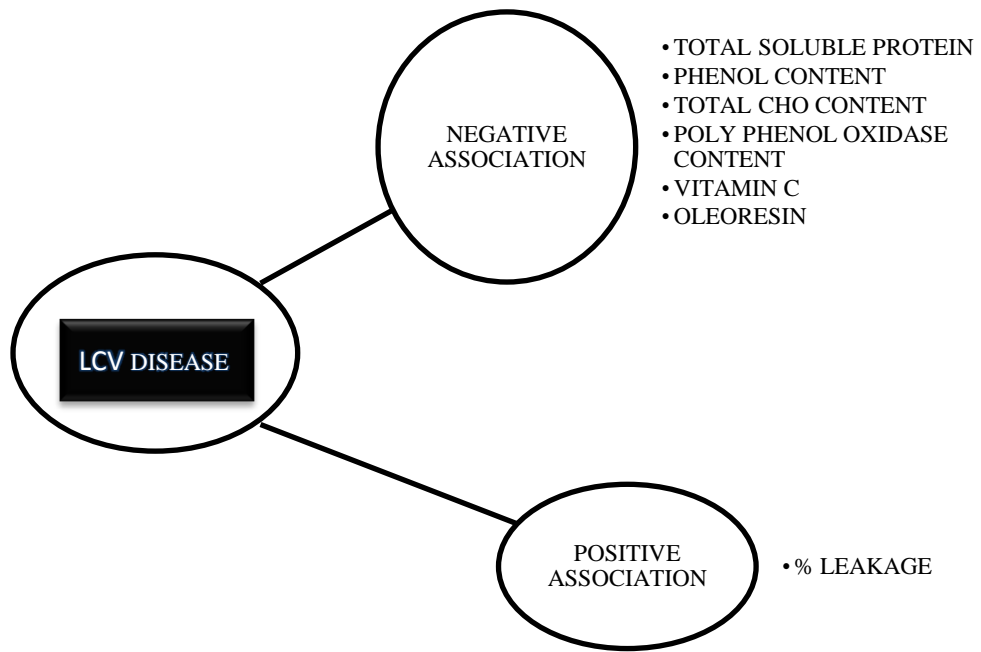 NEGATIVE
ASSOCIATION
• TOTAL SOLUBLE PROTEIN
• PHENOL CONTENT
• TOTAL CHO CONTENT
• POLY PHENOL OXIDASE
CONTENT
• VITAMIN C
• OLEORESIN
LCV DISEASE
POSITIVE
ASSOCIATION
• % LEAKAGE